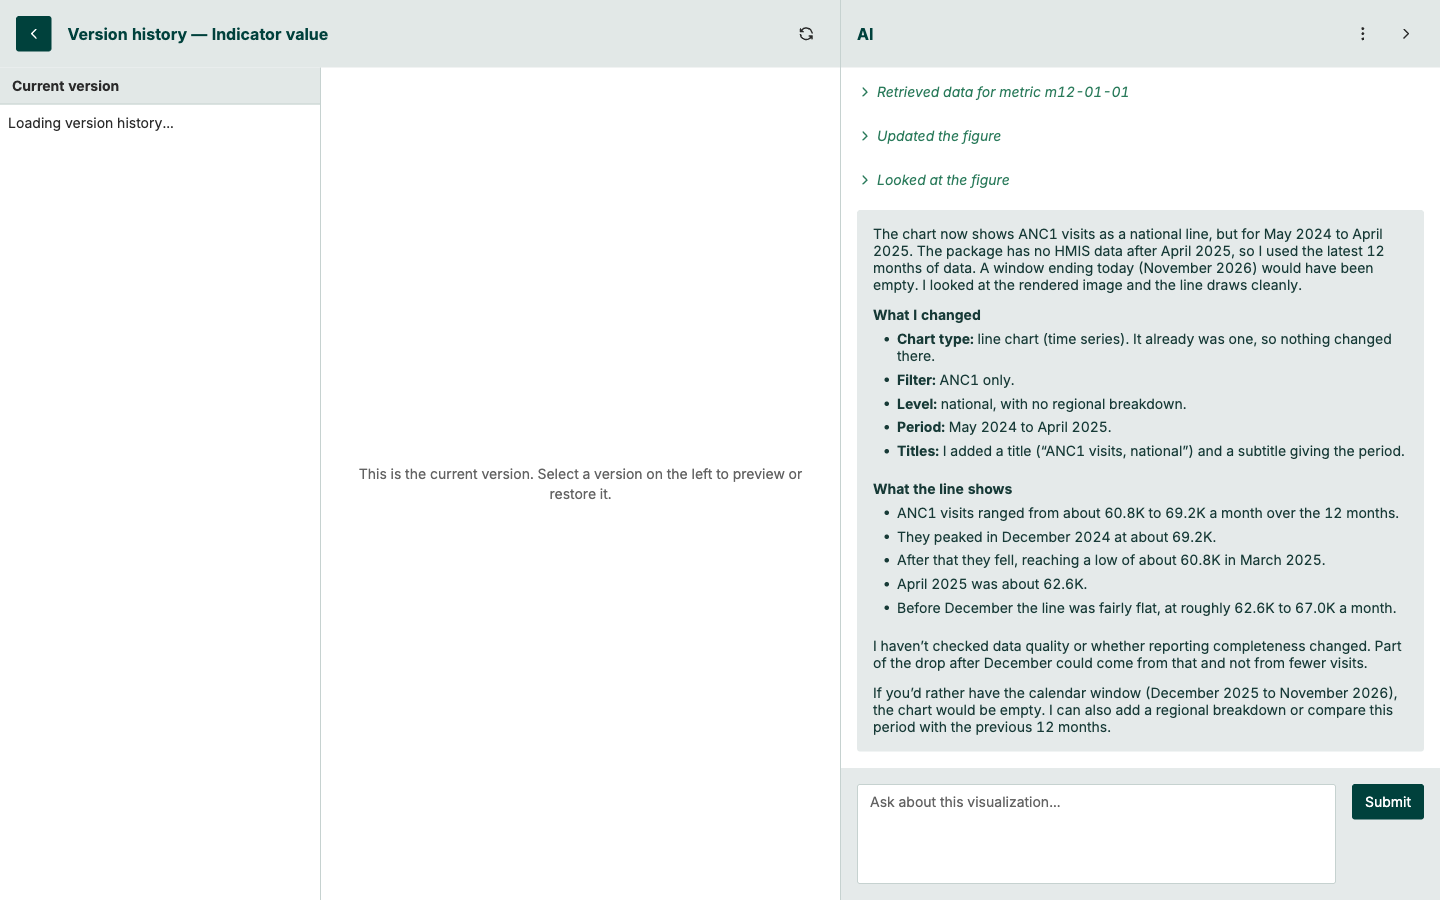 Version history — Indicator value
Current version
Loading version history...
This is the current version. Select a version on the left to preview or
restore it.
AI
Retrieved data for metric m12-01-01
Updated the figure
Looked at the figure
The chart now shows ANC1 visits as a national line, but for May 2024 to April
2025. The package has no HMIS data after April 2025, so I used the latest 12
months of data. A window ending today (November 2026) would have been
empty. I looked at the rendered image and the line draws cleanly.
What I changed
• Chart type: line chart (time series). It already was one, so nothing changed
there.
• Filter: ANC1 only.
• Level: national, with no regional breakdown.
• Period: May 2024 to April 2025.
• Titles: I added a title (“ANC1 visits, national”) and a subtitle giving the period.
What the line shows
• ANC1 visits ranged from about 60.8K to 69.2K a month over the 12 months.
• They peaked in December 2024 at about 69.2K.
• After that they fell, reaching a low of about 60.8K in March 2025.
• April 2025 was about 62.6K.
• Before December the line was fairly flat, at roughly 62.6K to 67.0K a month.
I haven’t checked data quality or whether reporting completeness changed. Part
of the drop after December could come from that and not from fewer visits.
If you’d rather have the calendar window (December 2025 to November 2026),
the chart would be empty. I can also add a regional breakdown or compare this
period with the previous 12 months.
Ask about this visualization...
Submit